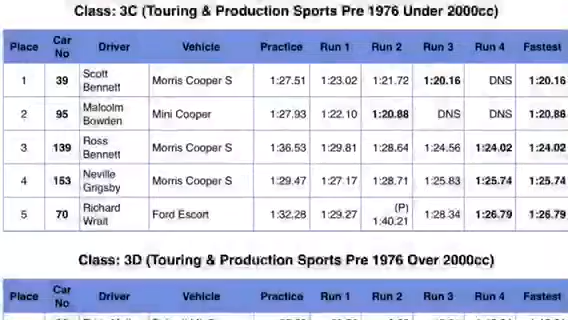 Class: 3C (Touring & Production Sports Pre 1976 Under 2000cc)
Place Car No Driver Vehicle Practice Run 1 Run 2 Run 3 Run 4 Fastest
1 39 Scott Bennett Morris Cooper S 1:27.51 1:23.02 1:21.72 1:20.16 DNS 1:20.16
2 95 Malcolm Bowden Mini Cooper 1:27.93 1:22.10 1:20.88 DNS DNS 1:20.88
3 139 Ross Bennett Morris Cooper S 1:36.53 1:29.81 1:28.64 1:24.56 1:24.02 1:24.02
4 153 Neville Grigsby Morris Cooper S 1:29.47 1:27.17 1:28.71 1:25.83 1:25.74 1:25.74
5 70 Richard Wrait Ford Escort 1:32.28 1:29.27 (P) 1:40.21 1:28.34 1:26.79 1:26.79
Class: 3D (Touring & Production Sports Pre 1976 Over 2000cc)
Place Car No Driver Vehicle Practice Run 1 Run 2 Run 3 Run 4 Fastest